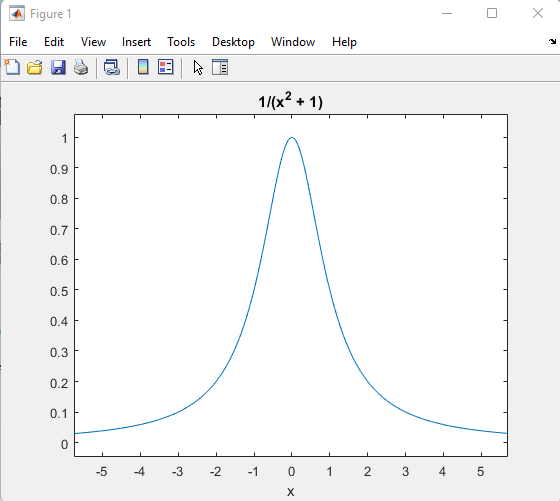 Figure 1
File Edit View Insert Tools Desktop Window Help
1/(x² + 1)
1
0.9
0.8
0.7
0.6
0.5
0.4
0.3
0.2
0.1
0
-5 -4 -3 -2 -1 0 1 2 3 4 5
x